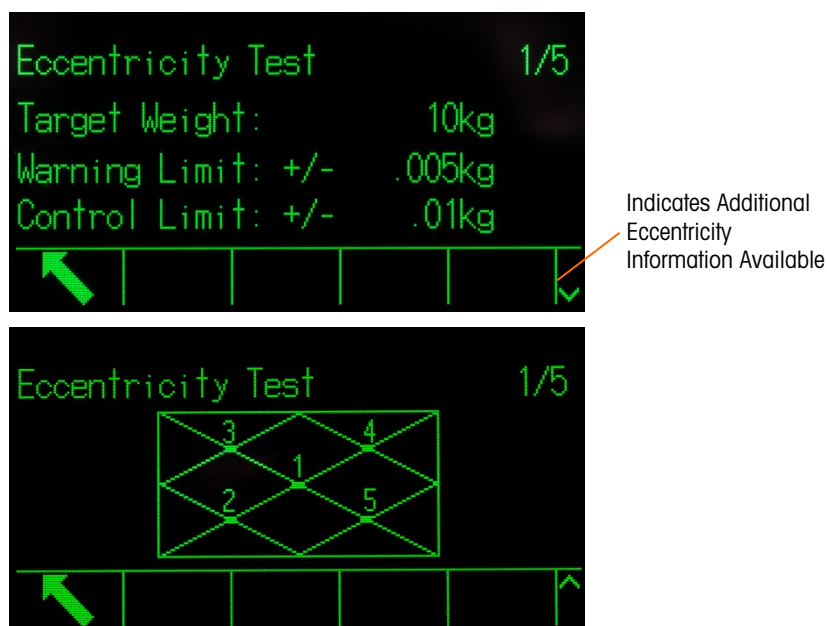 Eccentricity Test 1/5
Target Weight: 10kg
Warning Limit: +/- .005kg
Control Limit: +/- .01kg
Indicates Additional
Eccentricity
Information Available
Eccentricity Test 1/5
3 4
1
2 5